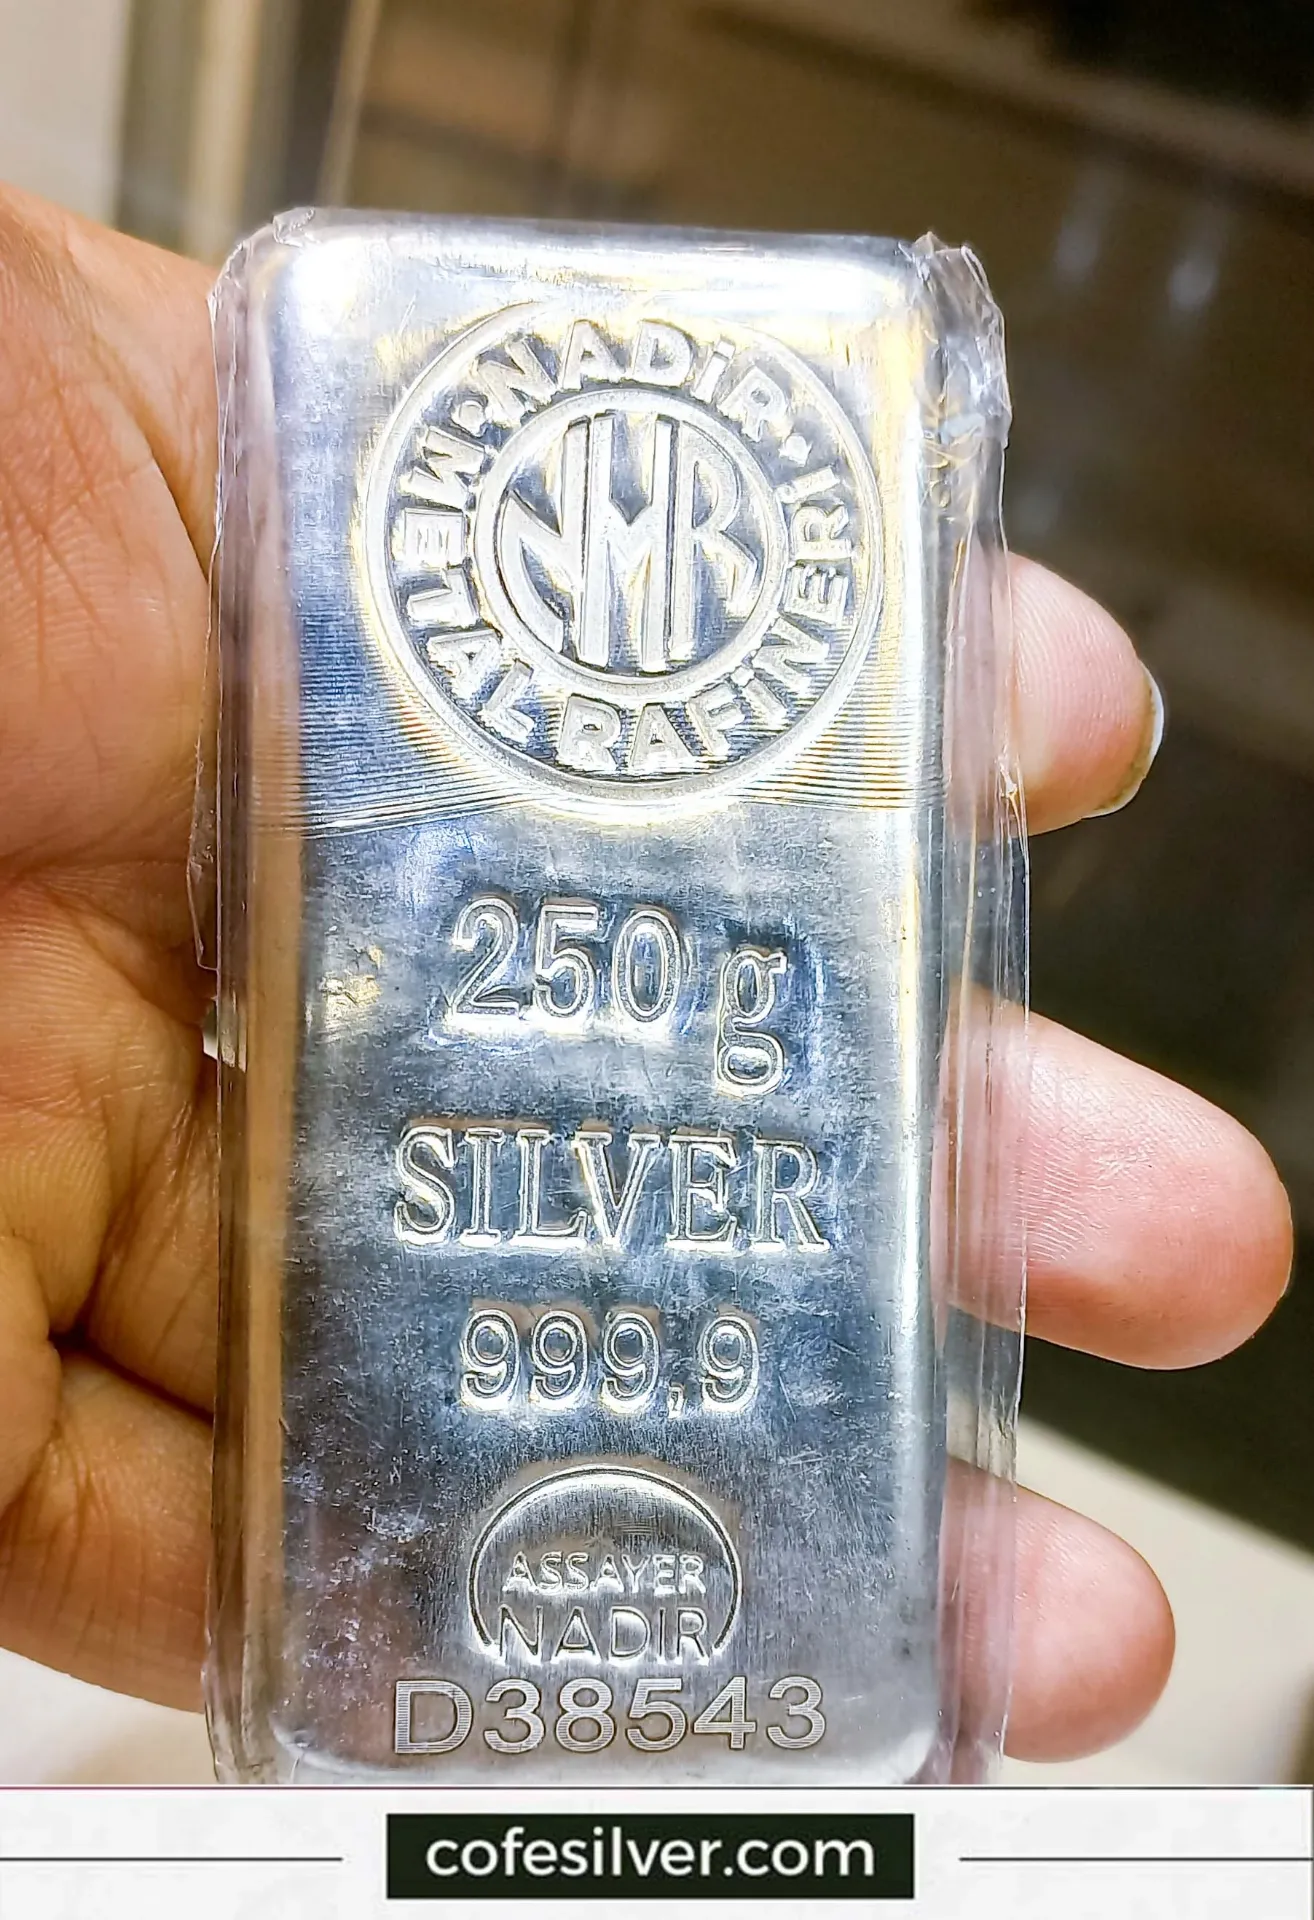 NADİR
METAL RAFİNERİ
NMR
250 g
SILVER
999,9
ASSAYER
NADIR
D38543
cofesilver.com